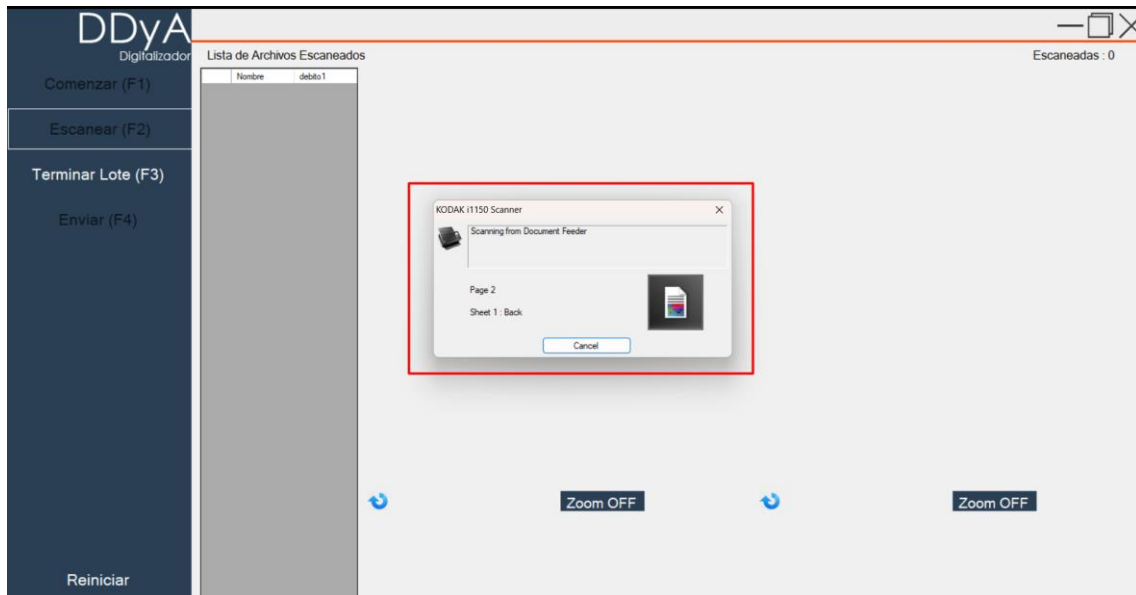 DDyA
Digitalizador
Comenzar (F1)
Escanear (F2)
Terminar Lote (F3)
Enviar (F4)
Reiniciar
Lista de Archivos Escaneados
Escaneadas : 0
Nombre debito1
KODAK i1150 Scanner
Scanning from Document Feeder
Page 2
Sheet 1 : Back
Cancel
Zoom OFF
Zoom OFF